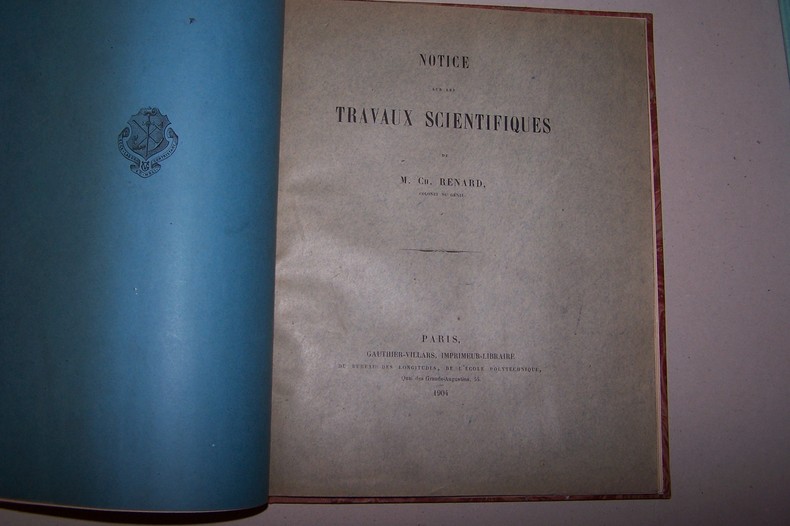 NOTICE
SUR LES
TRAVAUX SCIENTIFIQUES
DE
M. CH. RENARD,
COLONEL DU GÉNIE.
PARIS,
GAUTHIER-VILLARS, IMPRIMEUR-LIBRAIRE
DU BUREAU DES LONGITUDES, DE L'ÉCOLE POLYTECHNIQUE,
Quai des Grands-Augustins, 55
1904